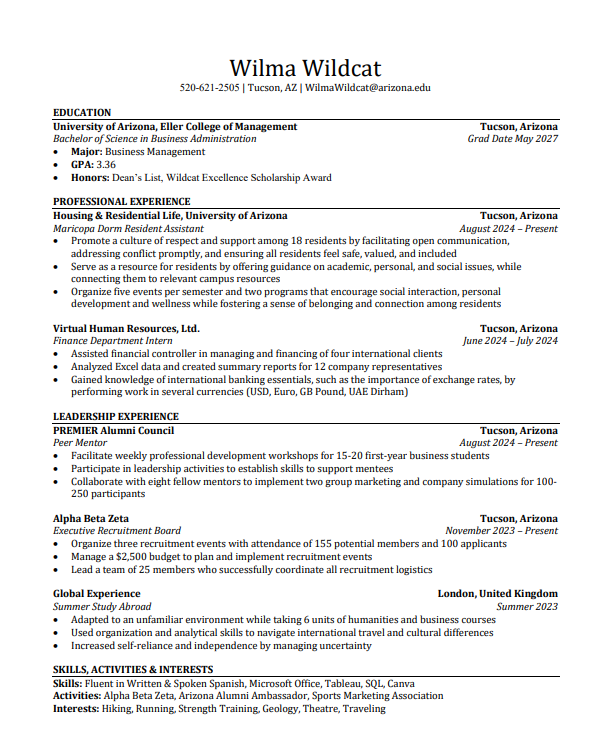 Wilma Wildcat
520-621-2505 | Tucson, AZ | WilmaWildcat@arizona.edu
EDUCATION
University of Arizona, Eller College of Management Tucson, Arizona
Bachelor of Science in Business Administration Grad Date May 2027
• Major: Business Management
• GPA: 3.36
• Honors: Dean's List, Wildcat Excellence Scholarship Award
PROFESSIONAL EXPERIENCE
Housing & Residential Life, University of Arizona Tucson, Arizona
Maricopa Dorm Resident Assistant August 2024 – Present
• Promote a culture of respect and support among 18 residents by facilitating open communication,
addressing conflict promptly, and ensuring all residents feel safe, valued, and included
• Serve as a resource for residents by offering guidance on academic, personal, and social issues, while
connecting them to relevant campus resources
• Organize five events per semester and two programs that encourage social interaction, personal
development and wellness while fostering a sense of belonging and connection among residents
Virtual Human Resources, Ltd. Tucson, Arizona
Finance Department Intern June 2024 – July 2024
• Assisted financial controller in managing and financing of four international clients
• Analyzed Excel data and created summary reports for 12 company representatives
• Gained knowledge of international banking essentials, such as the importance of exchange rates, by
performing work in several currencies (USD, Euro, GB Pound, UAE Dirham)
LEADERSHIP EXPERIENCE
PREMIER Alumni Council Tucson, Arizona
Peer Mentor August 2024 – Present
• Facilitate weekly professional development workshops for 15-20 first-year business students
• Participate in leadership activities to establish skills to support mentees
• Collaborate with eight fellow mentors to implement two group marketing and company simulations for 100-
250 participants
Alpha Beta Zeta Tucson, Arizona
Executive Recruitment Board November 2023 – Present
• Organize three recruitment events with attendance of 155 potential members and 100 applicants
• Manage a $2,500 budget to plan and implement recruitment events
• Lead a team of 25 members who successfully coordinate all recruitment logistics
Global Experience London, United Kingdom
Summer Study Abroad Summer 2023
• Adapted to an unfamiliar environment while taking 6 units of humanities and business courses
• Used organization and analytical skills to navigate international travel and cultural differences
• Increased self-reliance and independence by managing uncertainty
SKILLS, ACTIVITIES & INTERESTS
Skills: Fluent in Written & Spoken Spanish, Microsoft Office, Tableau, SQL, Canva
Activities: Alpha Beta Zeta, Arizona Alumni Ambassador, Sports Marketing Association
Interests: Hiking, Running, Strength Training, Geology, Theatre, Traveling